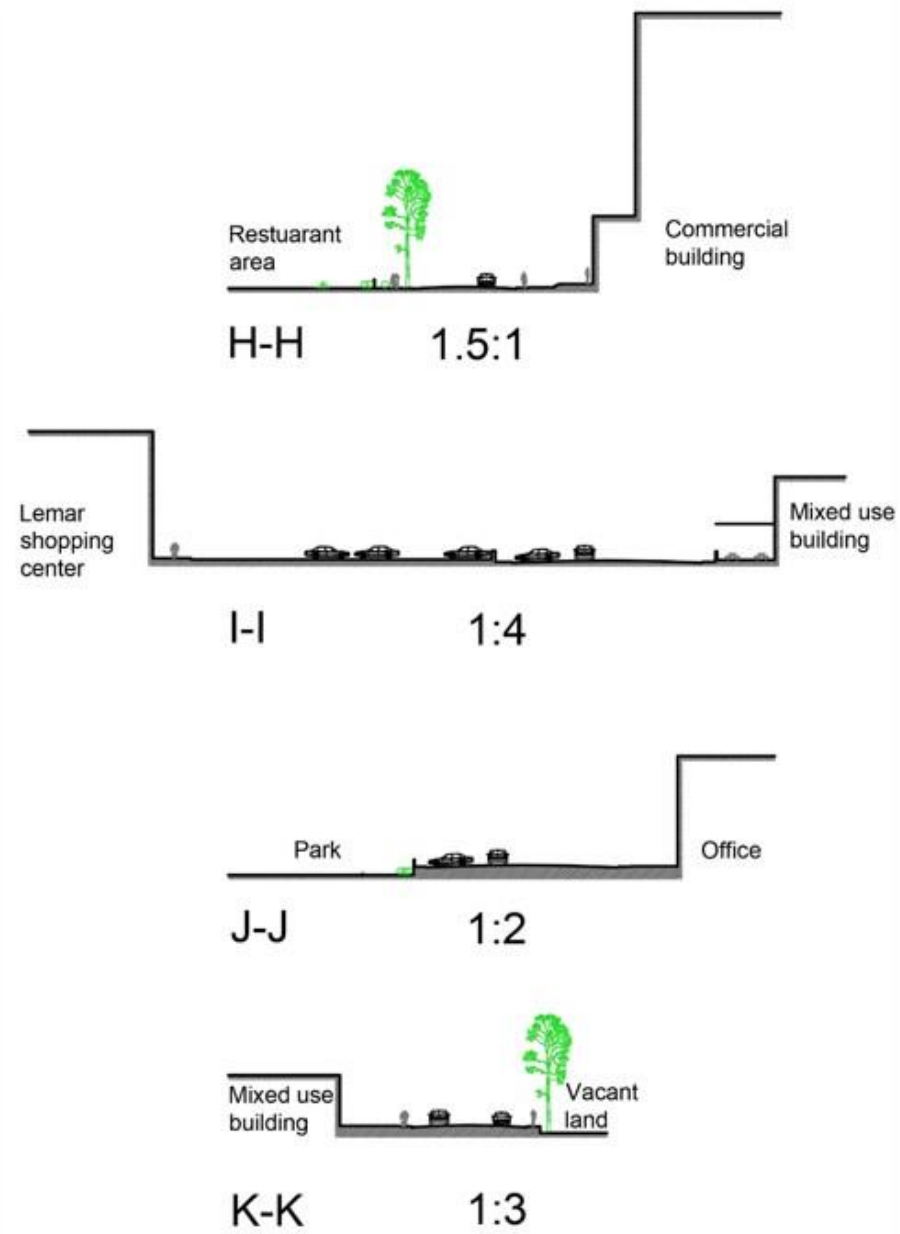 Restuarant
area
Commercial
building
H-H 1.5:1
Lemar
shopping
center
Mixed use
building
I-I 1:4
Park
Office
J-J 1:2
Mixed use
building
Vacant
land
K-K 1:3